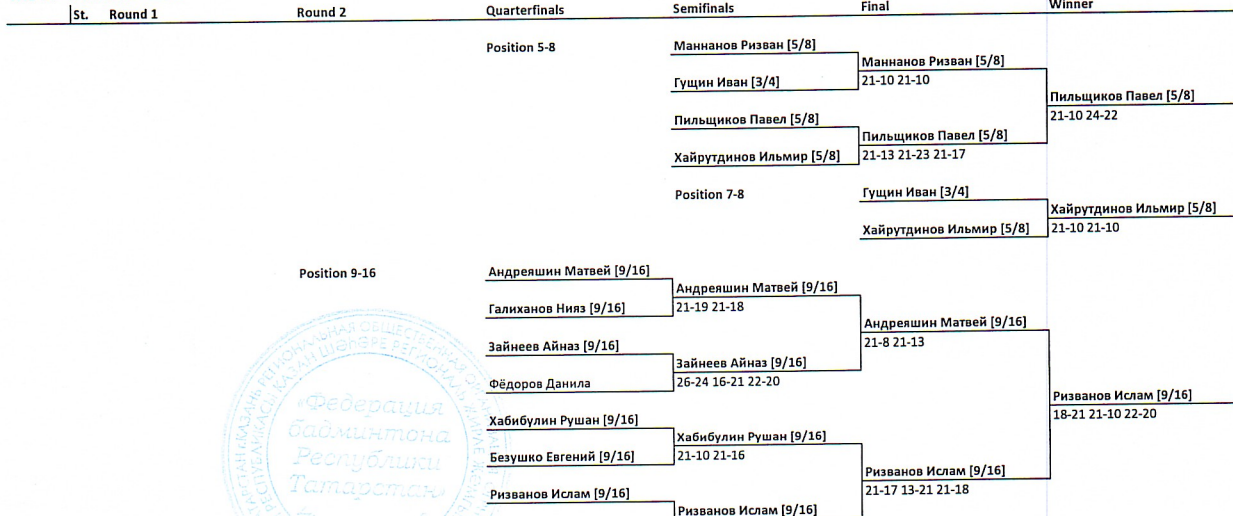 St. Round 1 Round 2 Quarterfinals Semifinals Final Winner
Position 5-8
Маннанов Ризван [5/8]
Маннанов Ризван [5/8]
Гущин Иван [3/4]
21-10 21-10
Пильщиков Павел [5/8]
21-10 24-22
Пильщиков Павел [5/8]
Пильщиков Павел [5/8]
Хайрутдинов Ильмир [5/8]
21-13 21-23 21-17
Position 7-8
Гущин Иван [3/4]
Хайрутдинов Ильмир [5/8]
21-10 21-10
Хайрутдинов Ильмир [5/8]
Position 9-16
Андреяшин Матвей [9/16]
Андреяшин Матвей [9/16]
Галиханов Нияз [9/16]
21-19 21-18
Андреяшин Матвей [9/16]
21-8 21-13
Зайнеев Айназ [9/16]
Зайнеев Айназ [9/16]
Фёдоров Данила
26-24 16-21 22-20
Ризванов Ислам [9/16]
18-21 21-10 22-20
Хабибулин Рушан [9/16]
Хабибулин Рушан [9/16]
Безушко Евгений [9/16]
21-10 21-16
Ризванов Ислам [9/16]
21-17 13-21 21-18
Ризванов Ислам [9/16]
Ризванов Ислам [9/16]
РЕГИОНАЛЬНАЯ ОБЩЕСТВЕННАЯ
«Федерация
бадминтона
Республики
Татарстан»